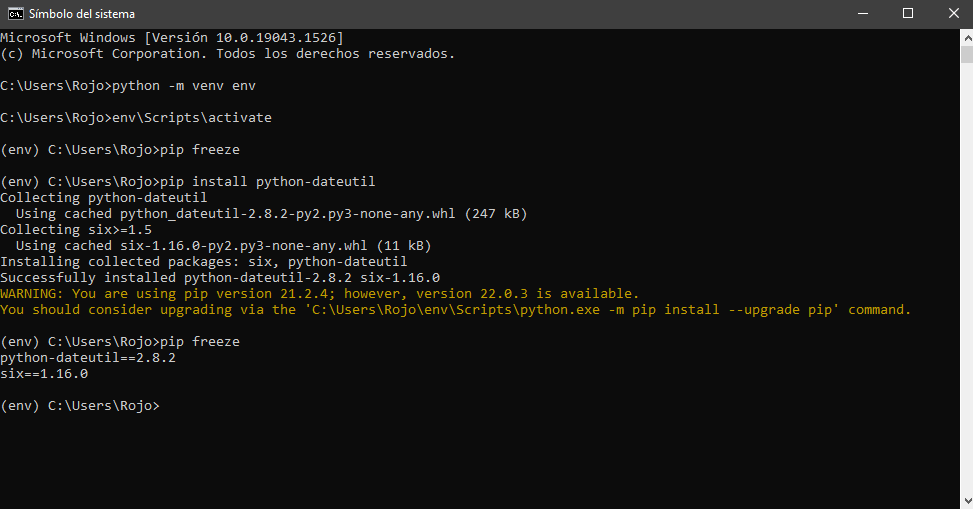 Símbolo del sistema
Microsoft Windows [Versión 10.0.19043.1526]
(c) Microsoft Corporation. Todos los derechos reservados.
C:\Users\Rojo>python -m venv env
C:\Users\Rojo>env\Scripts\activate
(env) C:\Users\Rojo>pip freeze
(env) C:\Users\Rojo>pip install python-dateutil
Collecting python-dateutil
  Using cached python_dateutil-2.8.2-py2.py3-none-any.whl (247 kB)
Collecting six>=1.5
  Using cached six-1.16.0-py2.py3-none-any.whl (11 kB)
Installing collected packages: six, python-dateutil
Successfully installed python-dateutil-2.8.2 six-1.16.0
WARNING: You are using pip version 21.2.4; however, version 22.0.3 is available.
You should consider upgrading via the 'C:\Users\Rojo\env\Scripts\python.exe -m pip install --upgrade pip' command.
(env) C:\Users\Rojo>pip freeze
python-dateutil==2.8.2
six==1.16.0
(env) C:\Users\Rojo>